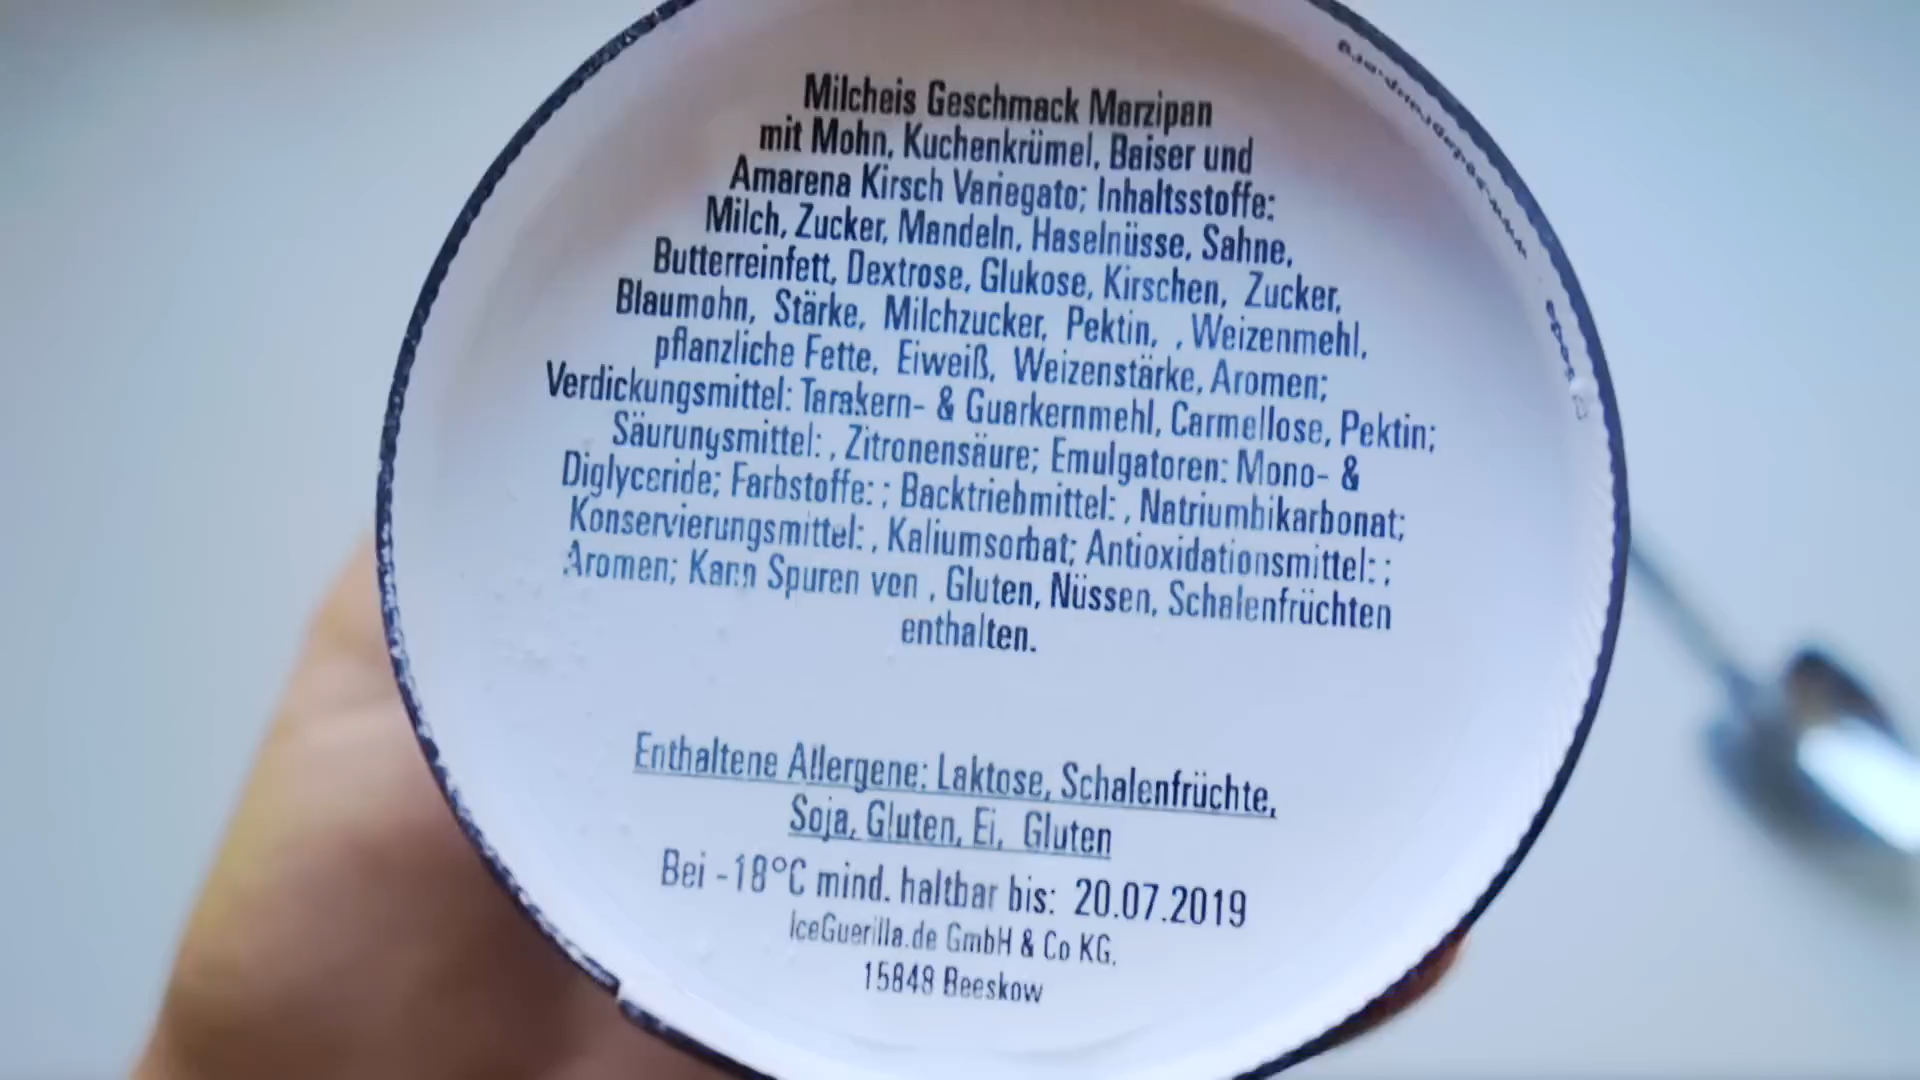 Milcheis Geschmack Marzipan
mit Mohn, Kuchenkrümel, Baiser und
Amarena Kirsch Variegato; Inhaltsstoffe:
Milch, Zucker, Mandeln, Haselnüsse, Sahne,
Butterreinfett, Dextrose, Glukose, Kirschen, Zucker,
Blaumohn, Stärke, Milchzucker, Pektin, , Weizenmehl,
pflanzliche Fette, Eiweiß, Weizenstärke, Aromen;
Verdickungsmittel: Tarakern- & Guarkernmehl, Carmellose, Pektin;
Säurungsmittel: , Zitronensäure; Emulgatoren: Mono- &
Diglyceride; Farbstoffe: ; Backtriebmittel: , Natriumbikarbonat;
Konservierungsmittel: , Kaliumsorbat; Antioxidationsmittel: ;
Aromen; Kann Spuren von , Gluten, Nüssen, Schalenfrüchten
enthalten.
Enthaltene Allergene: Laktose, Schalenfrüchte,
Soja, Gluten, Ei, Gluten
Bei -18°C mind. haltbar bis: 20.07.2019
IceGuerilla.de GmbH & Co KG.
15848 Beeskow